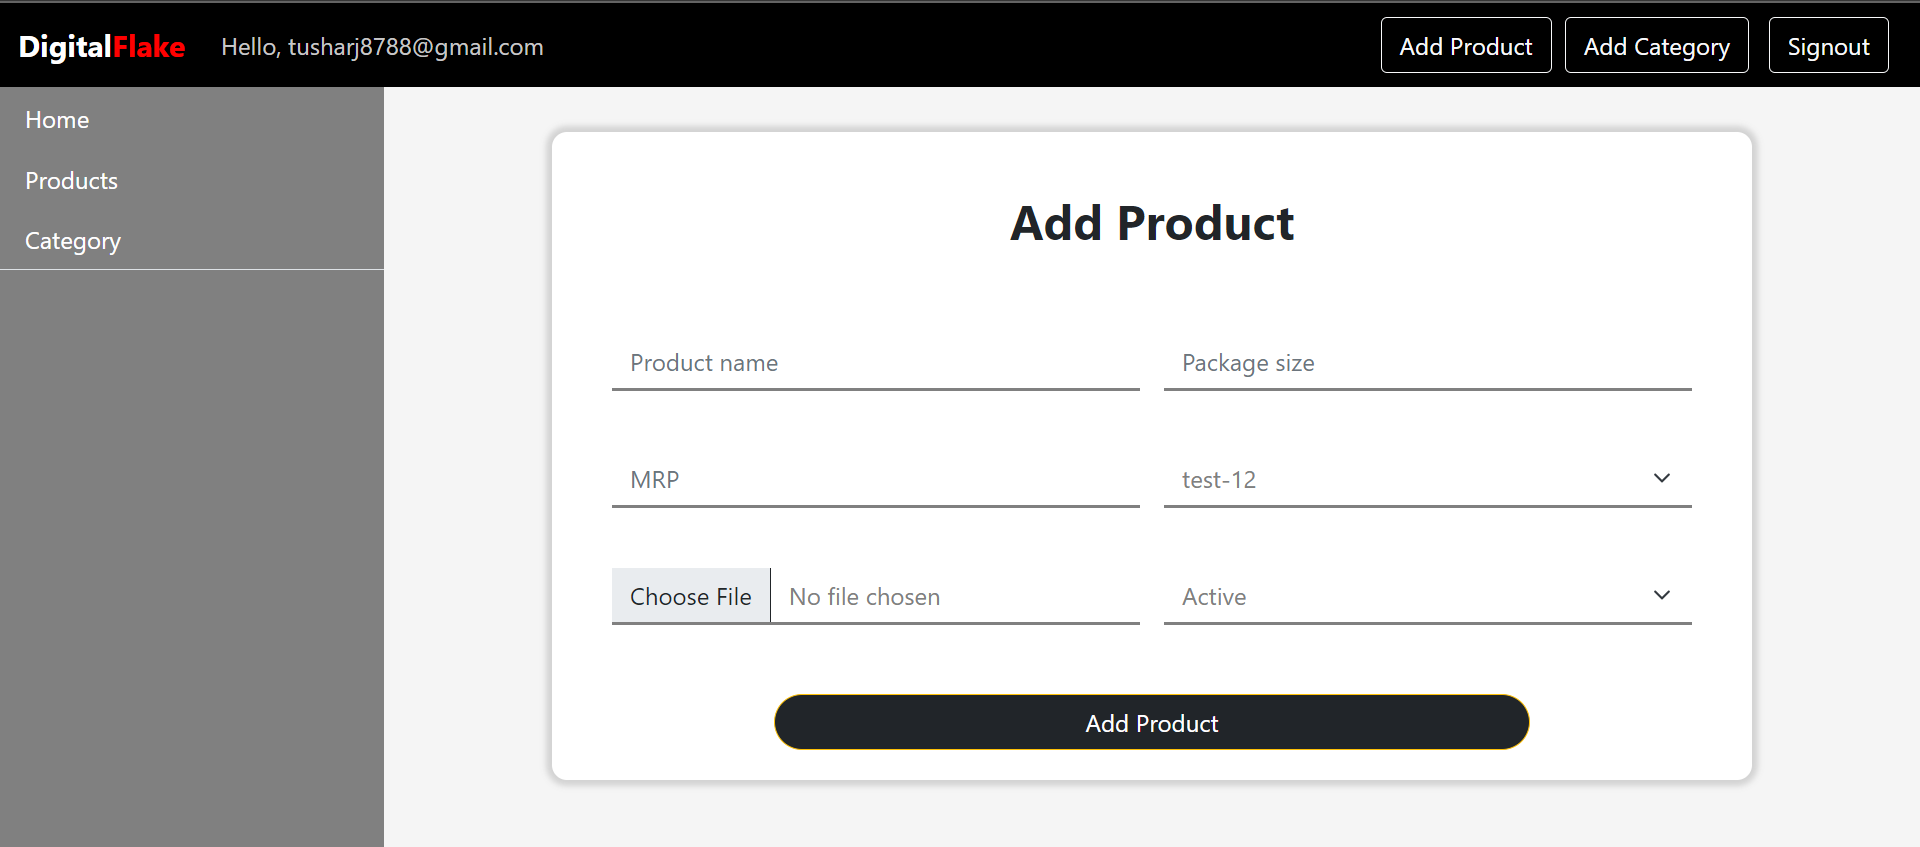 DigitalFlake Hello, tusharj8788@gmail.com Add Product Add Category Signout
Home
Products
Category
Add Product
Product name Package size
MRP test-12
Choose File No file chosen Active
Add Product